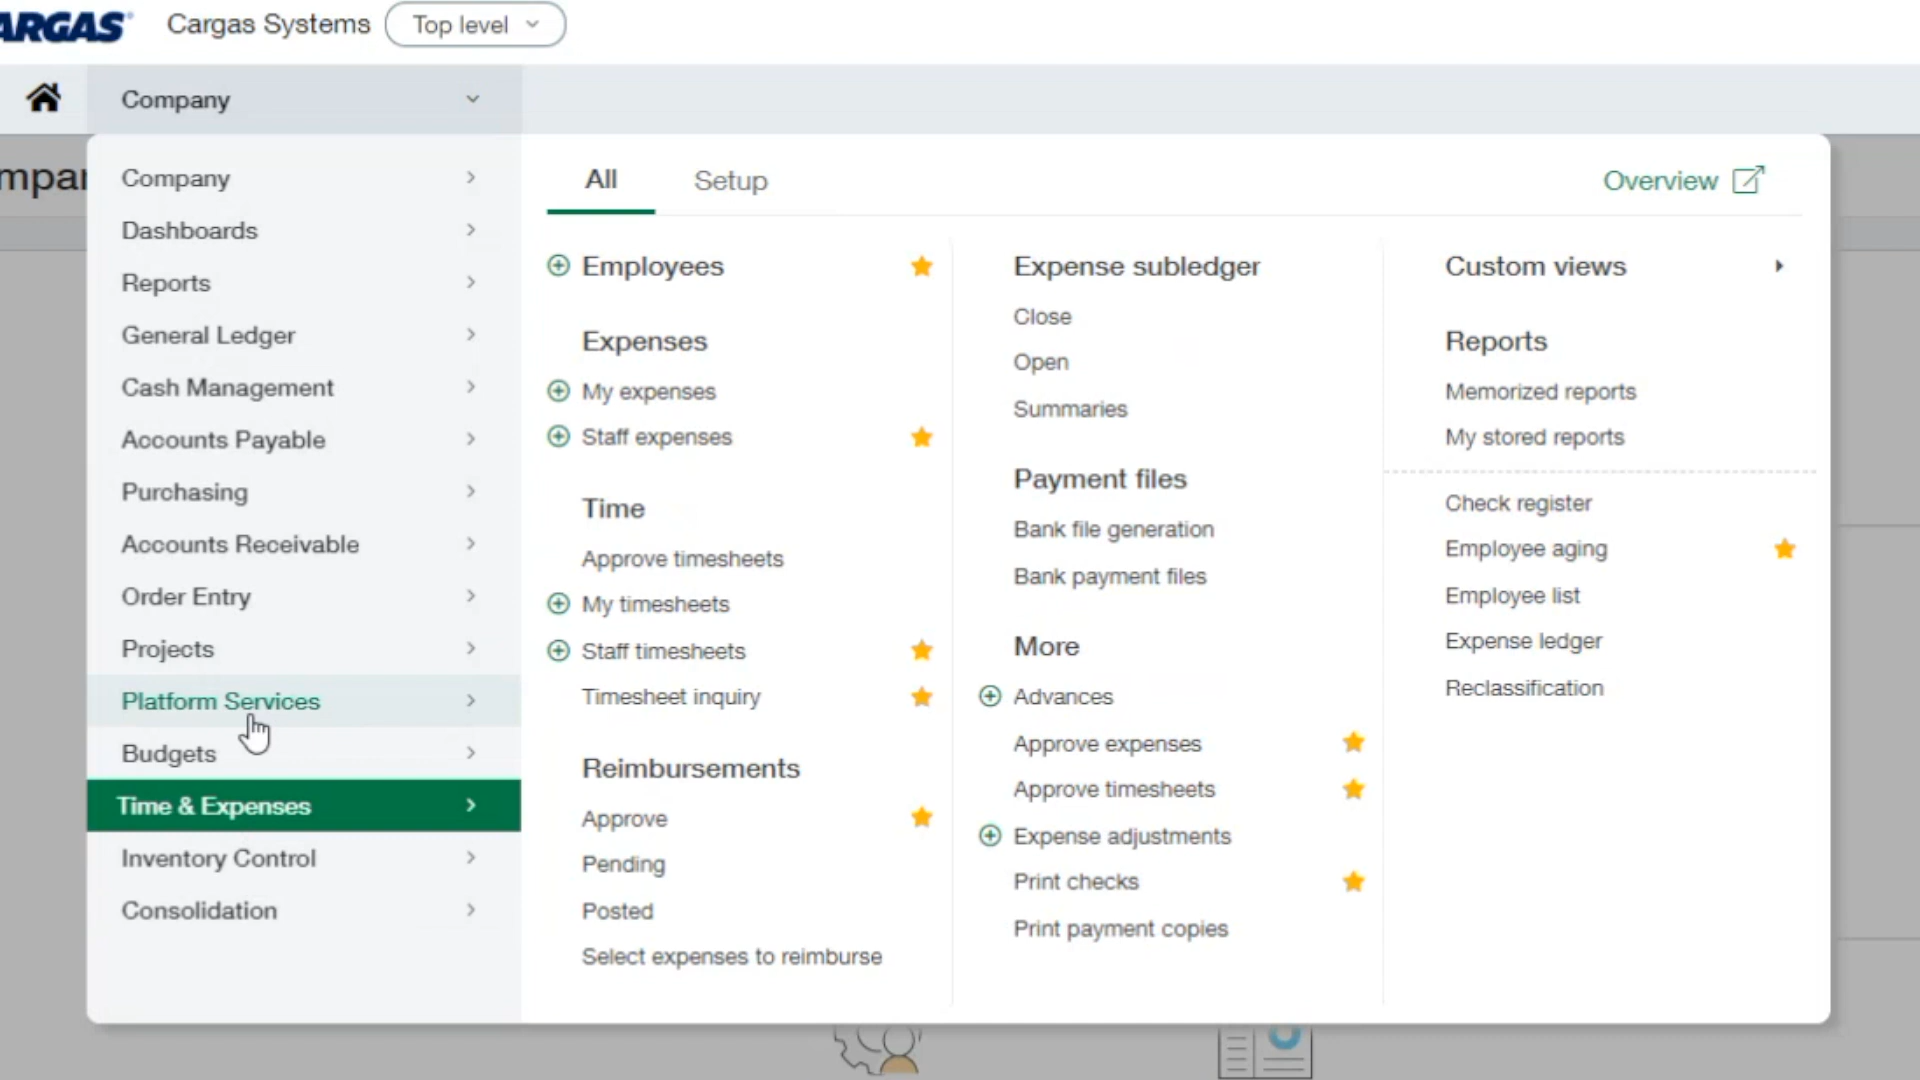 ARGAS®
Cargas Systems
Top level
Company
mpan
Company
Dashboards
Reports
General Ledger
Cash Management
Accounts Payable
Purchasing
Accounts Receivable
Order Entry
Projects
Platform Services
Budgets
Time & Expenses
Inventory Control
Consolidation
All
Setup
Overview
Employees
Expenses
My expenses
Staff expenses
Time
Approve timesheets
My timesheets
Staff timesheets
Timesheet inquiry
Reimbursements
Approve
Pending
Posted
Select expenses to reimburse
Expense subledger
Close
Open
Summaries
Payment files
Bank file generation
Bank payment files
More
Advances
Approve expenses
Approve timesheets
Expense adjustments
Print checks
Print payment copies
Custom views
Reports
Memorized reports
My stored reports
Check register
Employee aging
Employee list
Expense ledger
Reclassification